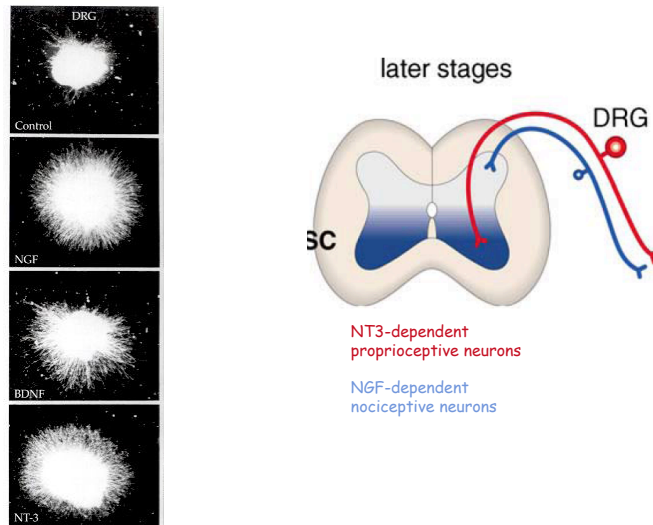 DRG
Control
NGF
BDNF
NT-3
later stages
DRG
SC
NT3-dependent
proprioceptive neurons
NGF-dependent
nociceptive neurons